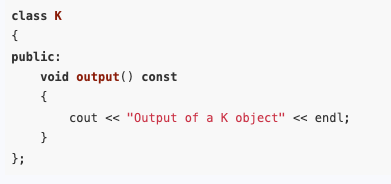 class K
{
public:
    void output() const
    {
        cout << "Output of a K object" << endl;
    }
};